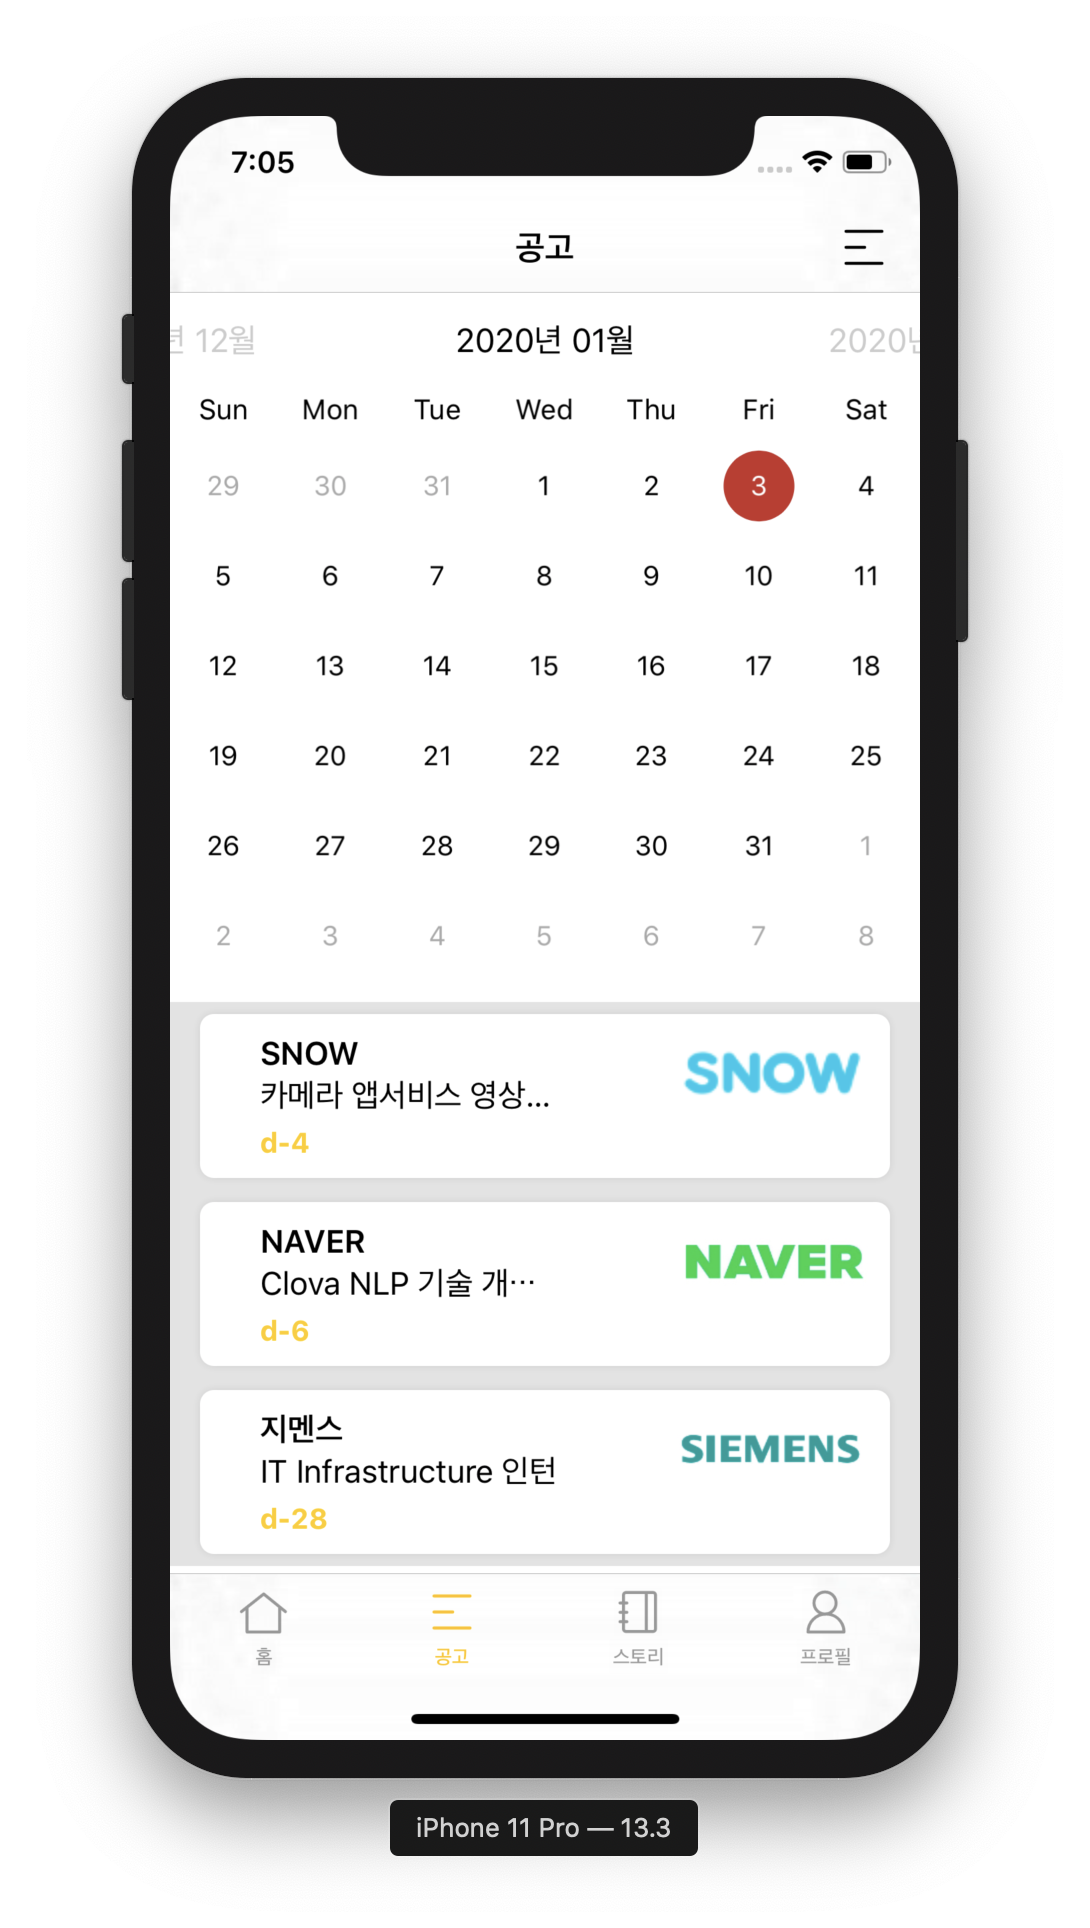 7:05
공고
년 12월 2020년 01월 2020년
Sun Mon Tue Wed Thu Fri Sat
29 30 31 1 2 3 4
5 6 7 8 9 10 11
12 13 14 15 16 17 18
19 20 21 22 23 24 25
26 27 28 29 30 31 1
2 3 4 5 6 7 8
SNOW
카메라 앱서비스 영상...
d-4
SNOW
NAVER
Clova NLP 기술 개···
d-6
NAVER
지멘스
IT Infrastructure 인턴
d-28
SIEMENS
홈 공고 스토리 프로필
iPhone 11 Pro — 13.3